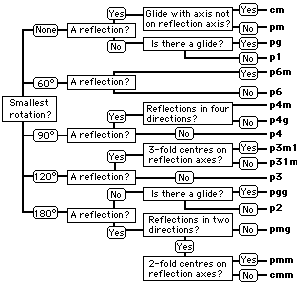 Yes
Glide with axis not
on reflection axis?
Yes
cm
No
pm
None
A reflection?
No
Is there a glide?
Yes
pg
No
p1
60°
A reflection?
Yes
p6m
No
p6
Smallest
rotation?
90°
A reflection?
Yes
Reflections in four
directions?
Yes
p4m
No
p4g
No
p4
120°
A reflection?
Yes
3-fold centres on
reflection axes?
Yes
p3m1
No
p31m
No
p3
180°
A reflection?
No
Is there a glide?
Yes
pgg
No
p2
Yes
Reflections in two
directions?
No
pmg
Yes
2-fold centres on
reflection axes?
Yes
pmm
No
cmm